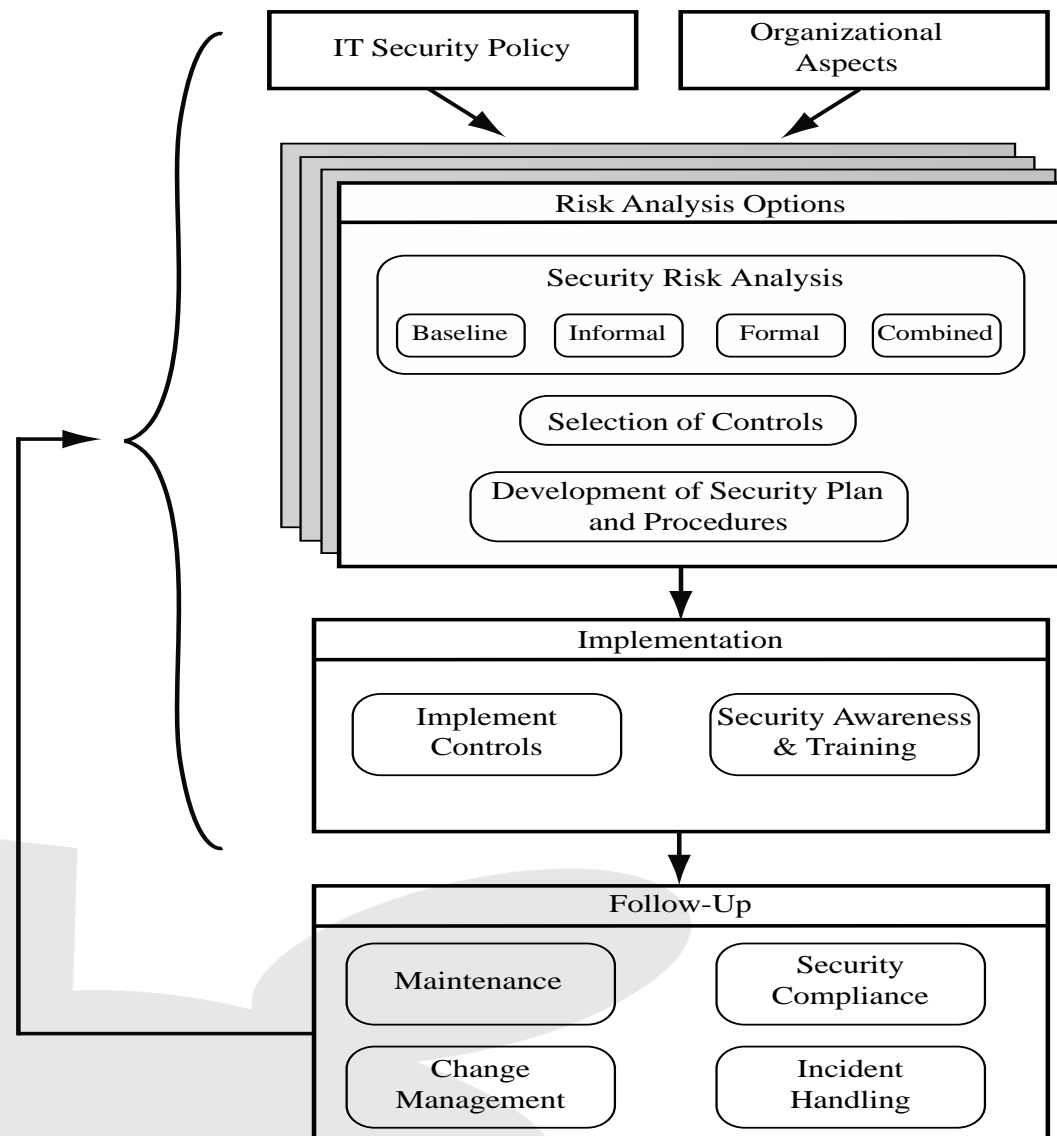 IT Security Policy
Organizational
Aspects
Risk Analysis Options
Security Risk Analysis
Baseline
Informal
Formal
Combined
Selection of Controls
Development of Security Plan
and Procedures
Implementation
Implement
Controls
Security Awareness
& Training
Follow-Up
Maintenance
Security
Compliance
Change
Management
Incident
Handling